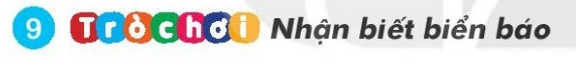 9 Trò chơi Nhận biết biển báo